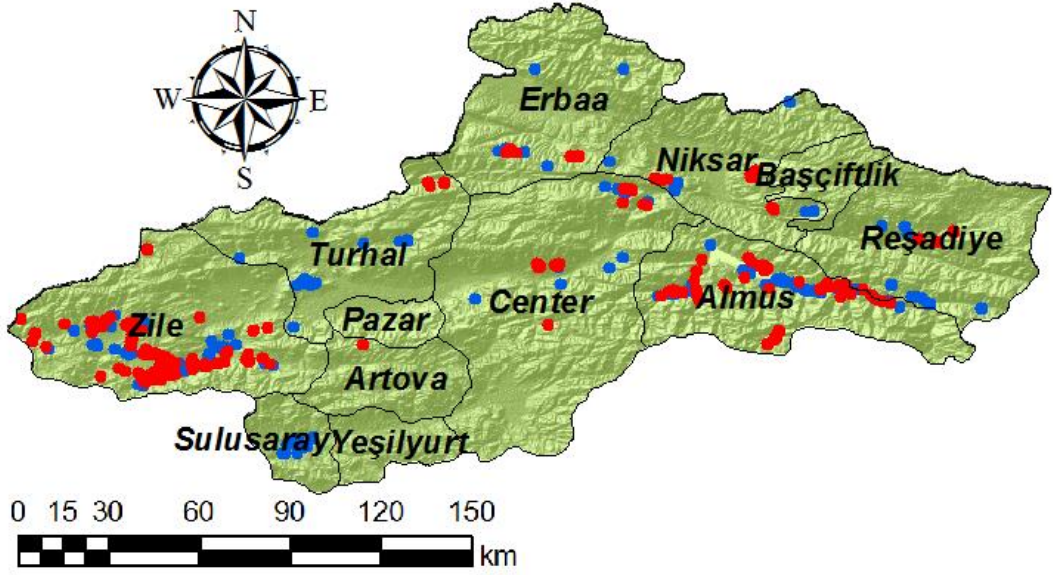 N
W E
S
Erbaa
Niksar
Başçiftlik
Reşadiye
Turhal
Almus
Center
Pazar
Zile
Artova
Sulusaray
Yeşilyurt
0 15 30 60 90 120 150
km